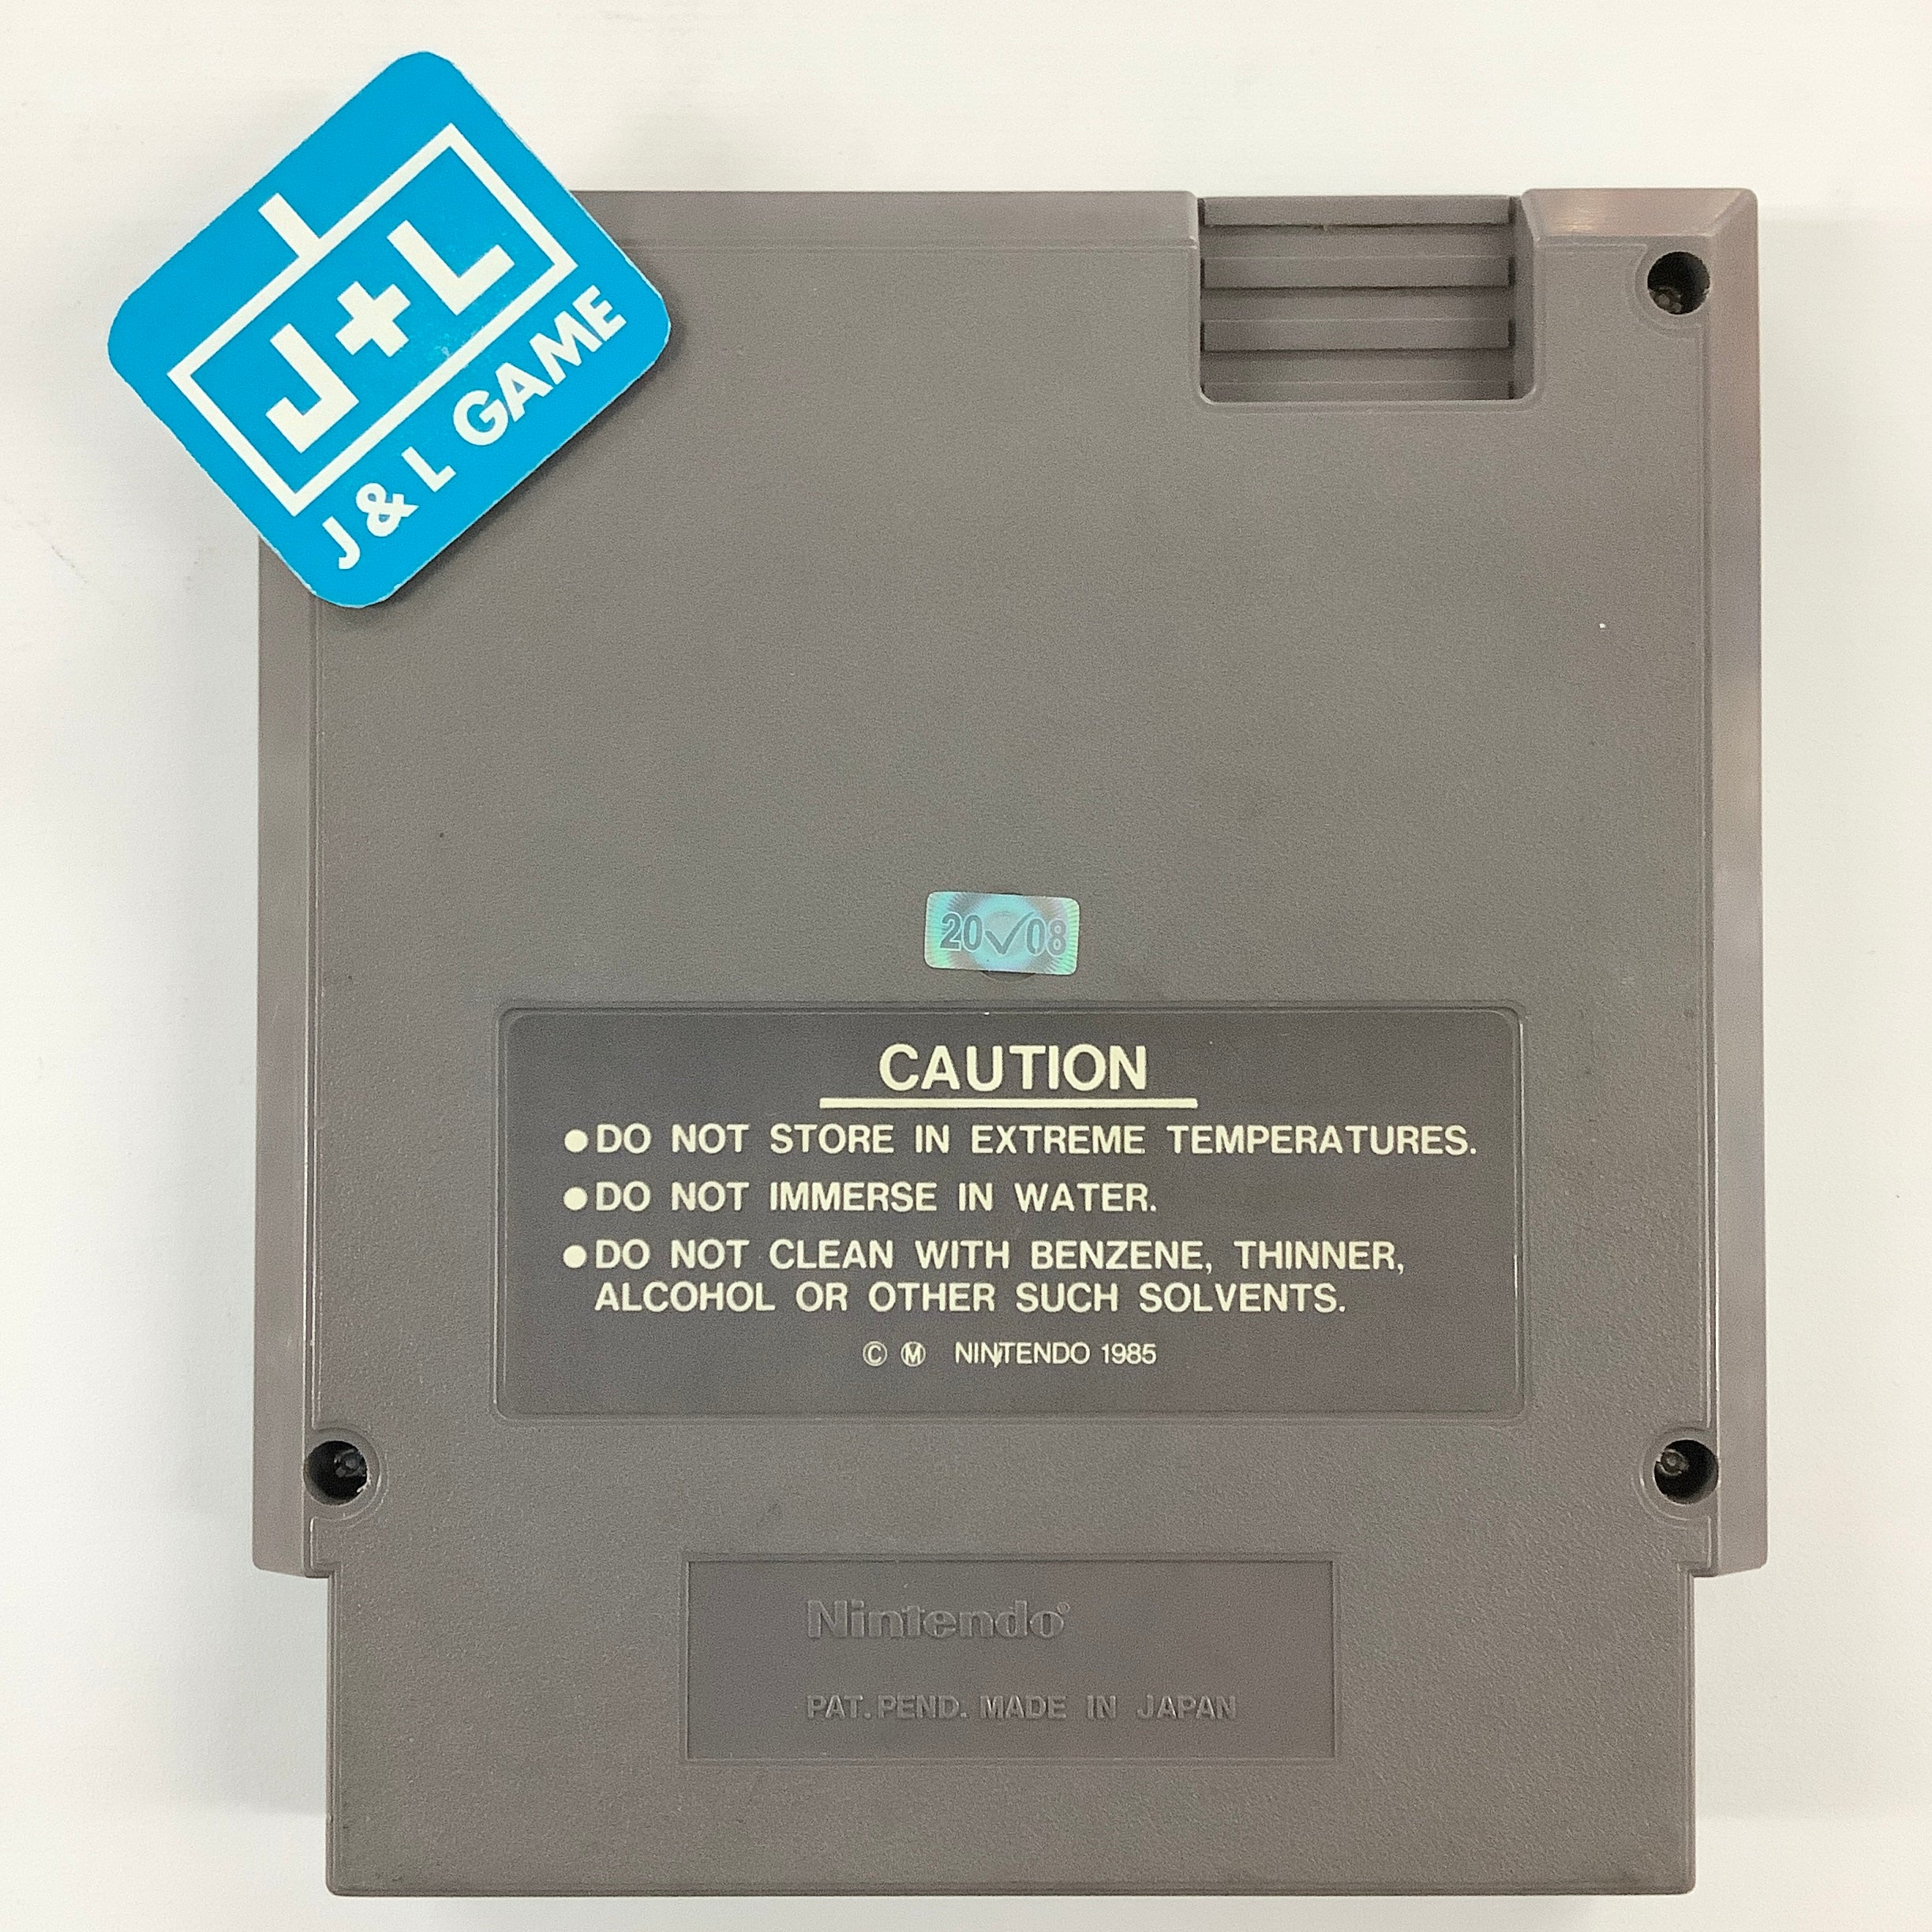 J+L
J & L GAME
20✓08
CAUTION
●DO NOT STORE IN EXTREME TEMPERATURES.
●DO NOT IMMERSE IN WATER.
●DO NOT CLEAN WITH BENZENE, THINNER,
ALCOHOL OR OTHER SUCH SOLVENTS.
© Ⓜ NINTENDO 1985
Nintendo®
PAT. PEND. MADE IN JAPAN